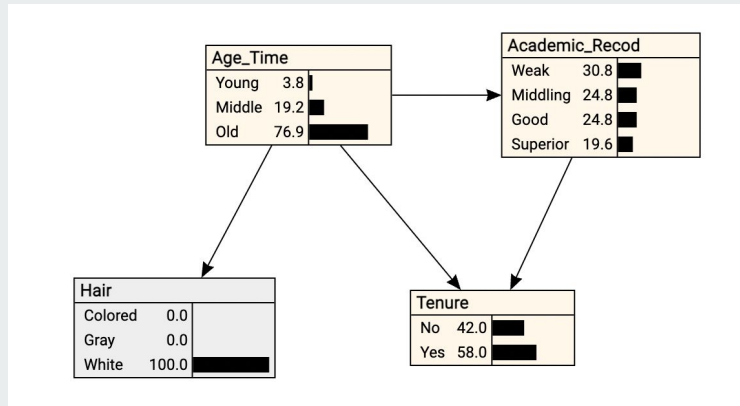 Age_Time
Young 3.8
Middle 19.2
Old 76.9
Academic_Recod
Weak 30.8
Middling 24.8
Good 24.8
Superior 19.6
Hair
Colored 0.0
Gray 0.0
White 100.0
Tenure
No 42.0
Yes 58.0